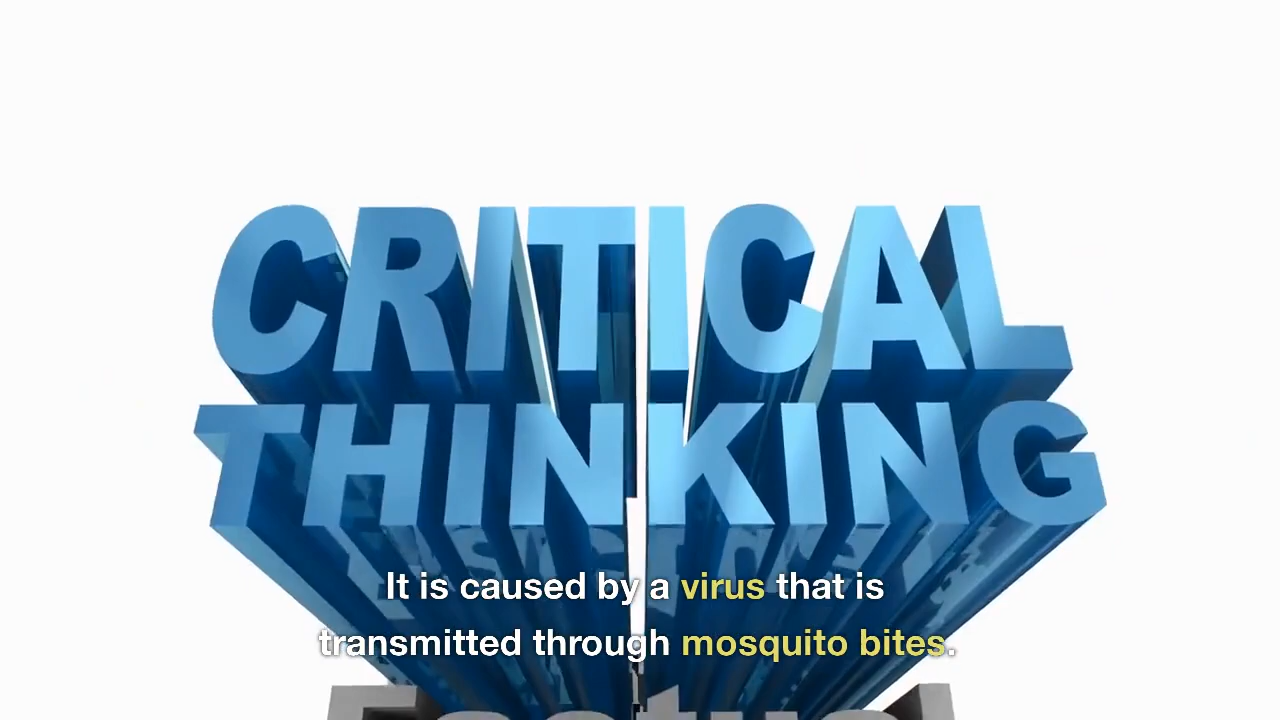 CRITICAL
THINKING
It is caused by a virus that is
transmitted through mosquito bites.